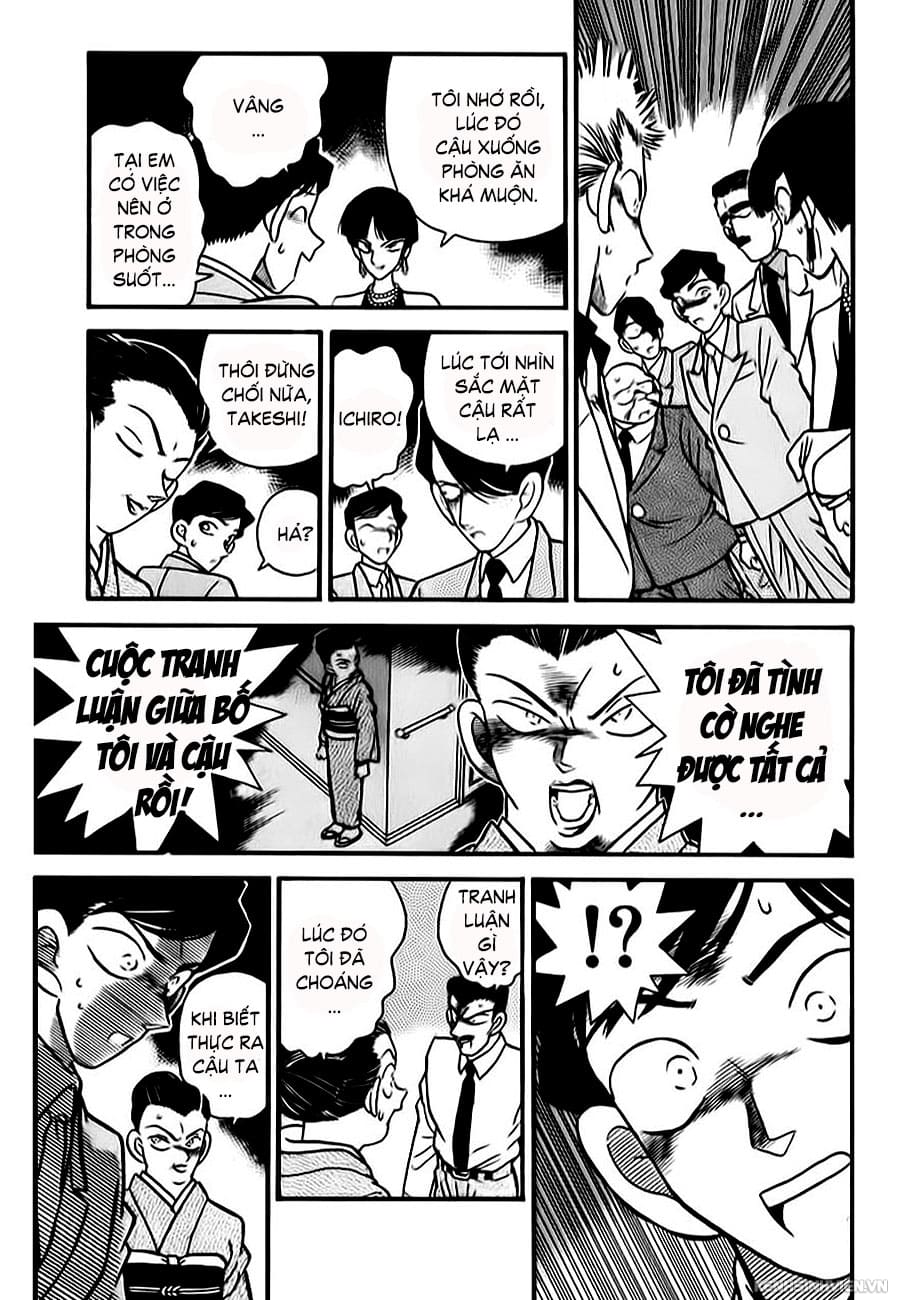 TÔI NHỚ RỒI,
LÚC ĐÓ
CẬU XUỐNG
PHÒNG ĂN
KHÁ MUỘN.
VÂNG
...
TẠI EM
CÓ VIỆC
NÊN Ở
TRONG
PHÒNG
SUỐT...
LÚC TỚI NHÌN
SẮC MẶT
CẬU RẤT
LẠ ...
ICHIRO!
THÔI ĐỪNG
CHỐI NỮA,
TAKESHI!
HẢ?
TÔI ĐÃ TÌNH
CỜ NGHE
ĐƯỢC TẤT CẢ
...
CUỘC TRANH
LUẬN GIỮA BỐ
TÔI VÀ CẬU
RỒI!
!?
TRANH
LUẬN
GÌ
VẬY?
LÚC ĐÓ
TÔI ĐÃ
CHOÁNG
...
KHI BIẾT
THỰC RA
CẬU TA
...